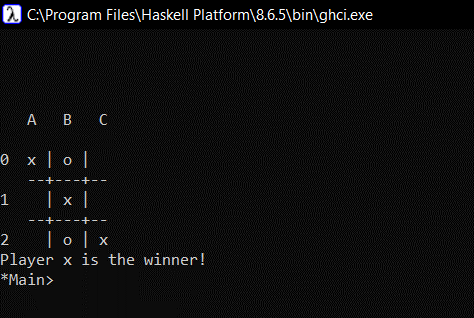 C:\Program Files\Haskell Platform\8.6.5\bin\ghci.exe
A B C
0 x | o |
--+---+--
1 | x |
--+---+--
2 | o | x
Player x is the winner!
*Main>